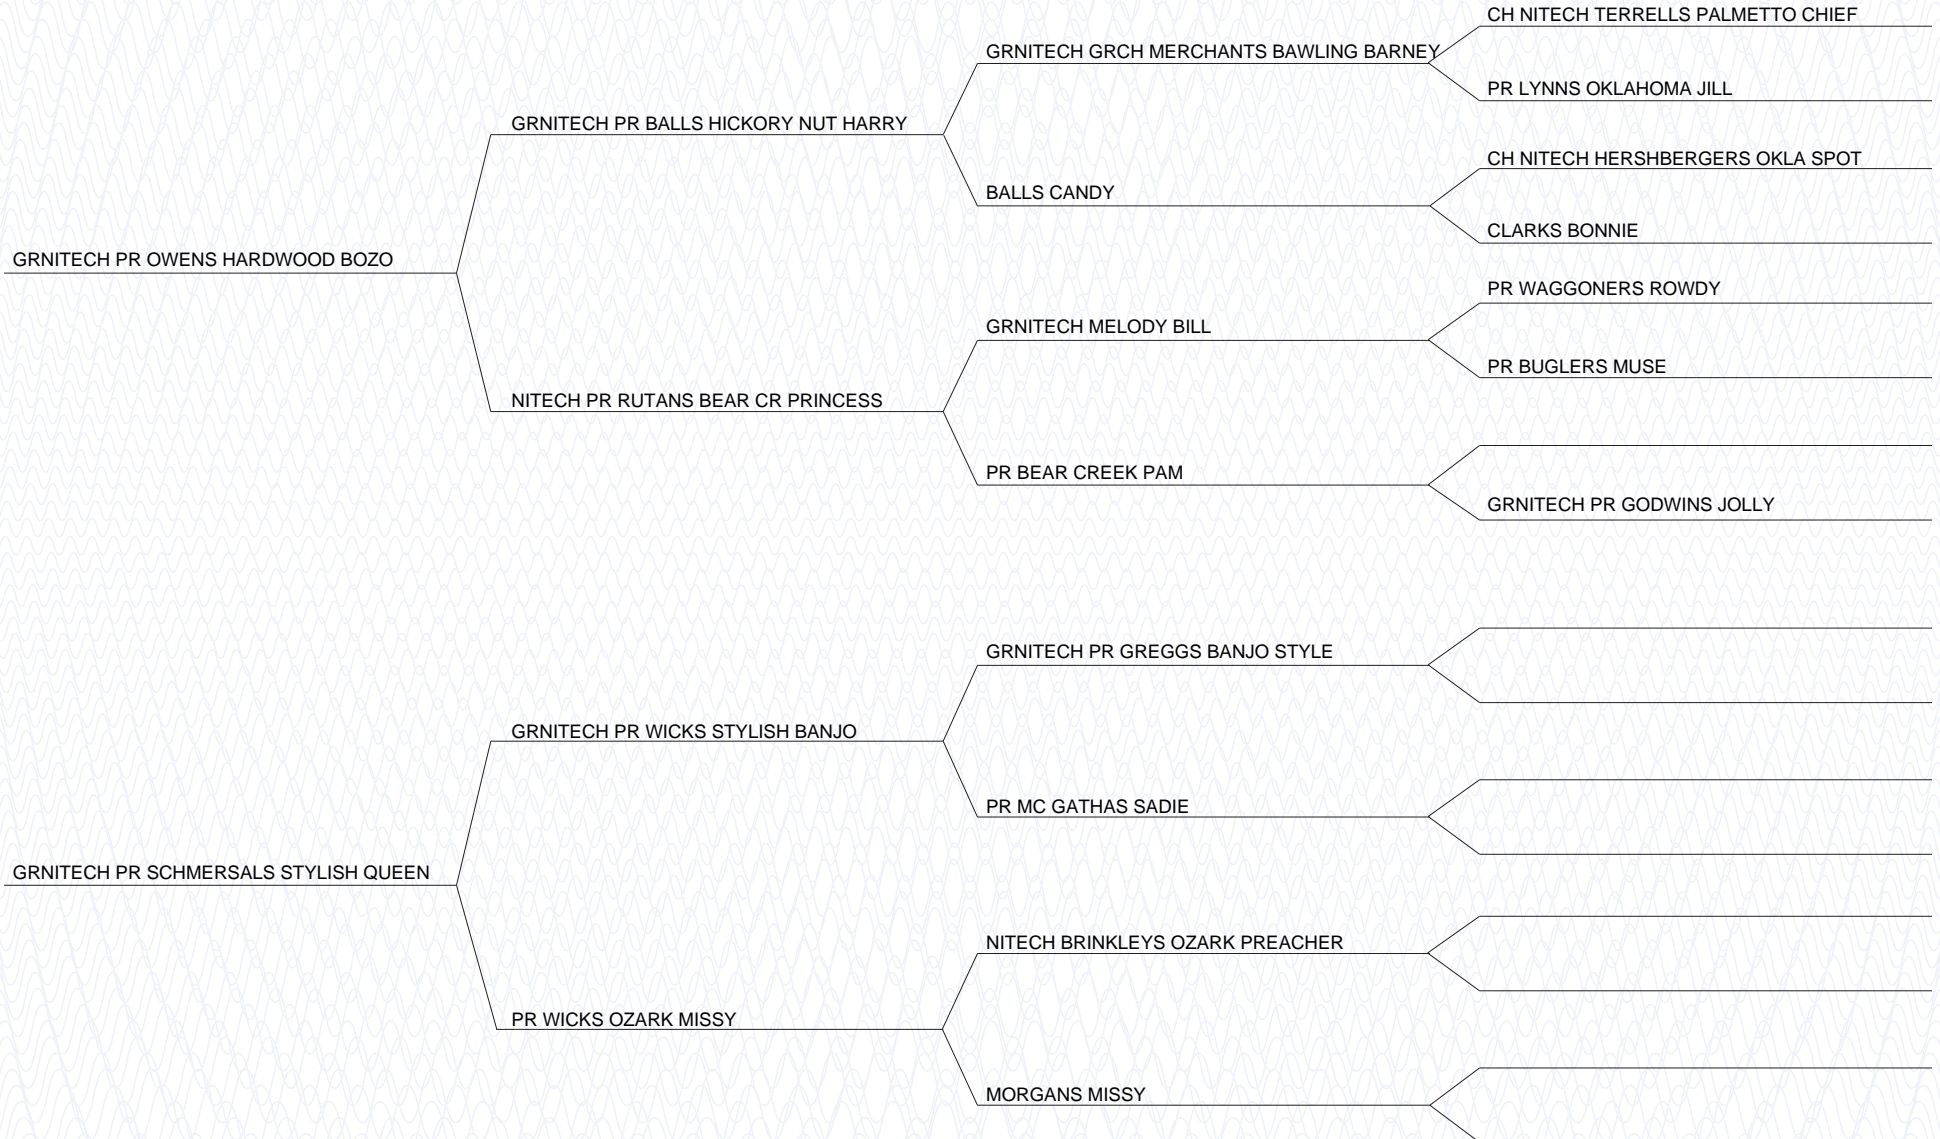 CH NITECH TERRELLS PALMETTO CHIEF
GRNITECH GRCH MERCHANTS BAWLING BARNEY
PR LYNNS OKLAHOMA JILL
GRNITECH PR BALLS HICKORY NUT HARRY
CH NITECH HERSHBERGERS OKLA SPOT
BALLS CANDY
CLARKS BONNIE
GRNITECH PR OWENS HARDWOOD BOZO
PR WAGGONERS ROWDY
GRNITECH MELODY BILL
PR BUGLERS MUSE
NITECH PR RUTANS BEAR CR PRINCESS
PR BEAR CREEK PAM
GRNITECH PR GODWINS JOLLY
GRNITECH PR GREGGS BANJO STYLE
GRNITECH PR WICKS STYLISH BANJO
PR MC GATHAS SADIE
GRNITECH PR SCHMERSALS STYLISH QUEEN
NITECH BRINKLEYS OZARK PREACHER
PR WICKS OZARK MISSY
MORGANS MISSY